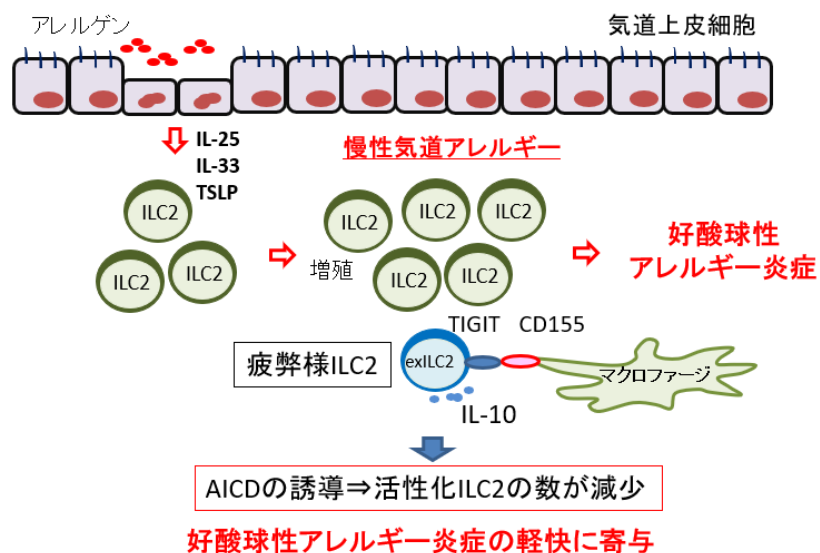 アレルゲン
気道上皮細胞
IL-25
IL-33
TSLP
慢性気道アレルギー
ILC2
ILC2
ILC2
増殖
ILC2
ILC2
ILC2
ILC2
ILC2
好酸球性
アレルギー炎症
疲弊様ILC2
exILC2
TIGIT CD155
マクロファージ
IL-10
AICDの誘導⇒活性化ILC2の数が減少
好酸球性アレルギー炎症の軽快に寄与